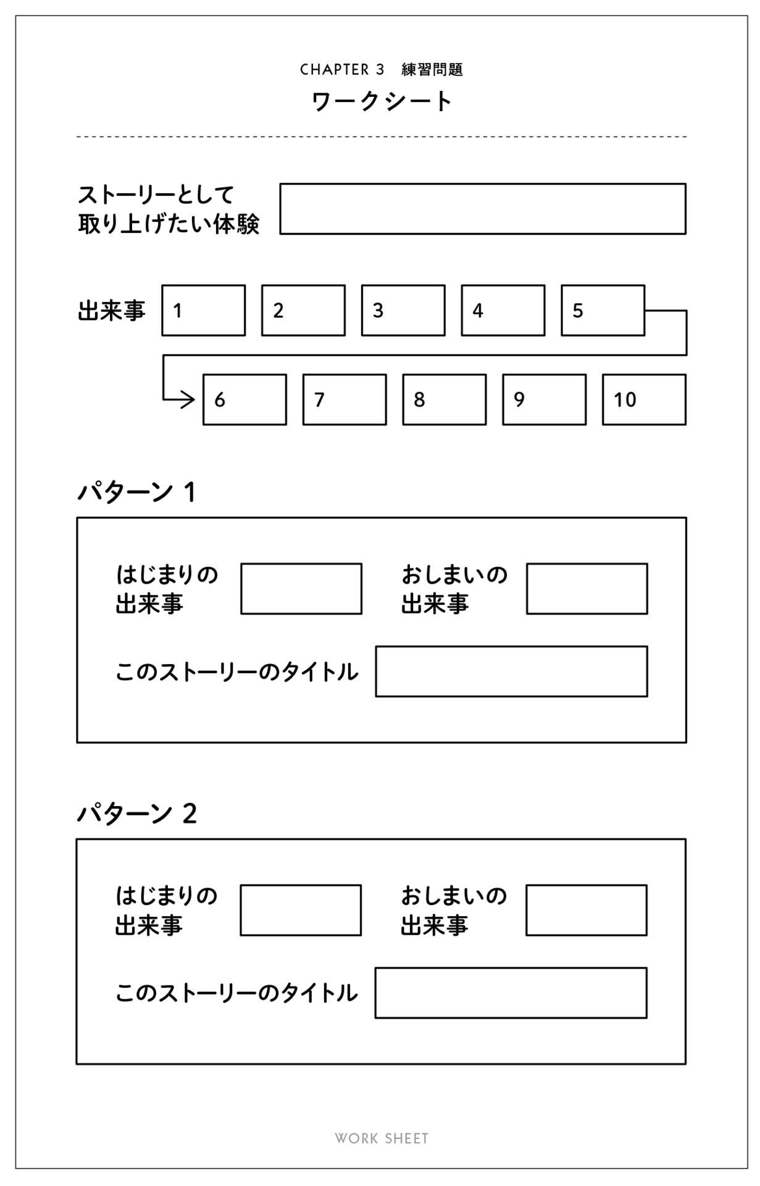 CHAPTER 3 練習問題
ワークシート
ストーリーとして
取り上げたい体験
出来事 1 2 3 4 5
6 7 8 9 10
パターン 1
はじまりの
出来事
おしまいの
出来事
このストーリーのタイトル
パターン 2
はじまりの
出来事
おしまいの
出来事
このストーリーのタイトル
WORK SHEET